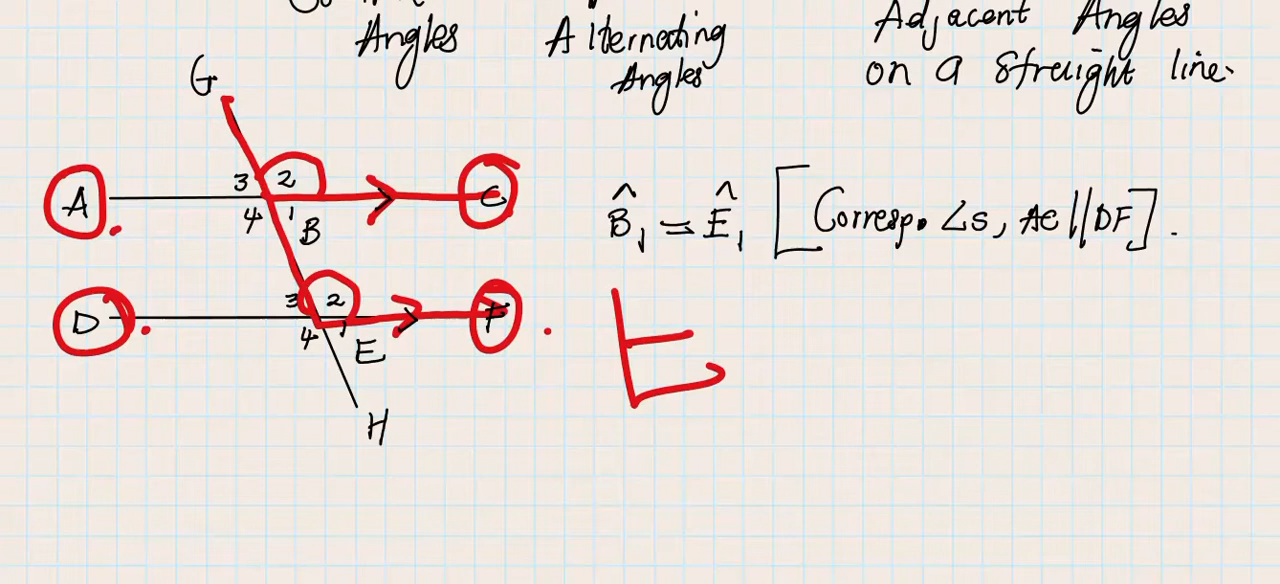 Angles
Alternating
Angles
Adjacent Angles
on a straight line.
G
A
3 2
C
4 1 B
B̂₁ = Ê₁ [Corresp. ∠s, AC||DF].
D
3 2
F
4 1 E
H